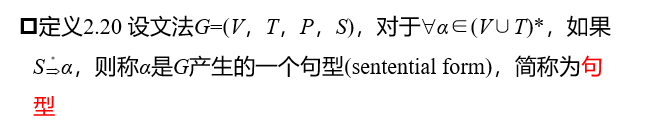 定义2.20 设文法G=(V，T，P，S)，对于∀α∈(V∪T)*，如果
S⇒*α，则称α是G产生的一个句型(sentential form)，简称为句
型